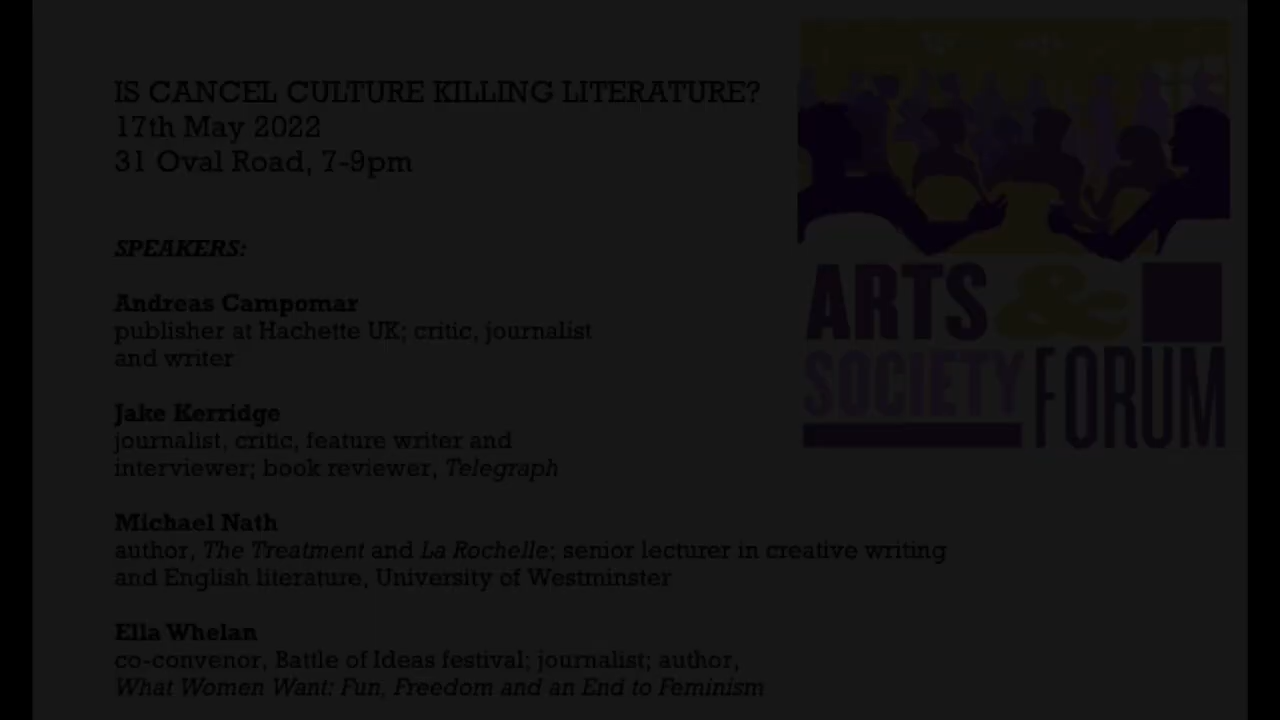 IS CANCEL CULTURE KILLING LITERATURE?
17th May 2022
31 Oval Road, 7-9pm
SPEAKERS:
Andreas Campomar
publisher at Hachette UK; critic, journalist
and writer
Jake Kerridge
journalist, critic, feature writer and
interviewer; book reviewer, Telegraph
Michael Nath
author, The Treatment and La Rochelle; senior lecturer in creative writing
and English literature, University of Westminster
Ella Whelan
co-convenor, Battle of Ideas festival; journalist; author,
What Women Want: Fun, Freedom and an End to Feminism
ARTS &
SOCIETY FORUM